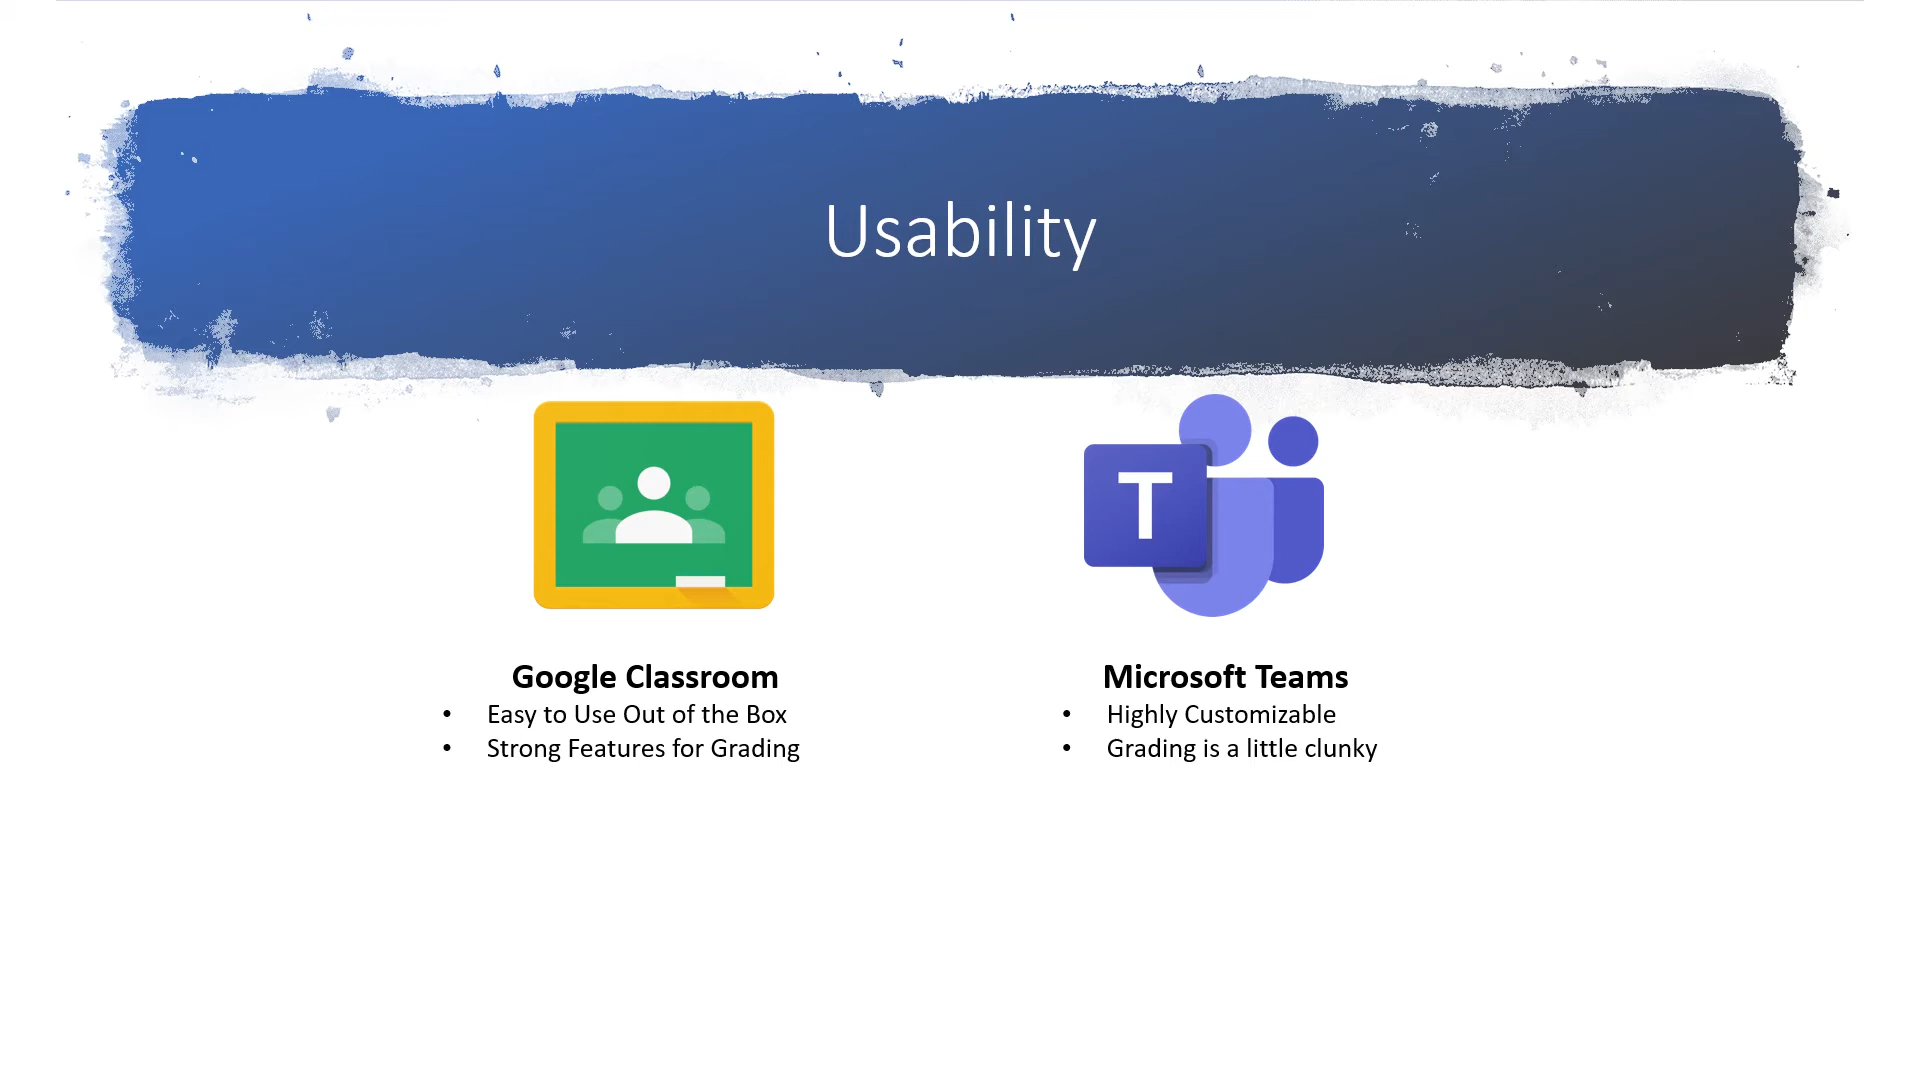 Usability
T
Google Classroom
• Easy to Use Out of the Box
• Strong Features for Grading
Microsoft Teams
• Highly Customizable
• Grading is a little clunky